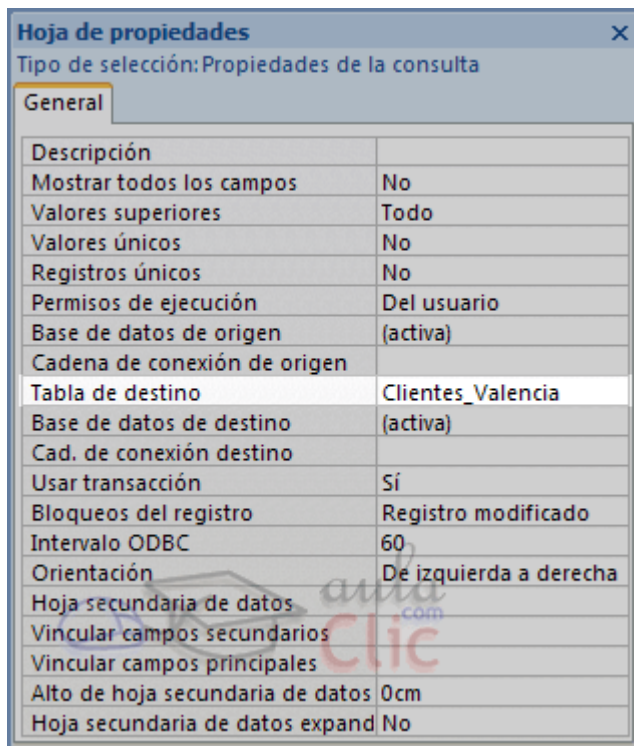 Hoja de propiedades ×
Tipo de selección: Propiedades de la consulta
General
Descripción
Mostrar todos los campos No
Valores superiores Todo
Valores únicos No
Registros únicos No
Permisos de ejecución Del usuario
Base de datos de origen (activa)
Cadena de conexión de origen
Tabla de destino Clientes_Valencia
Base de datos de destino (activa)
Cad. de conexión destino
Usar transacción Sí
Bloqueos del registro Registro modificado
Intervalo ODBC 60
Orientación De izquierda a derecha
Hoja secundaria de datos
Vincular campos secundarios
Vincular campos principales
Alto de hoja secundaria de datos 0cm
Hoja secundaria de datos expand No
aula
.com
Clic